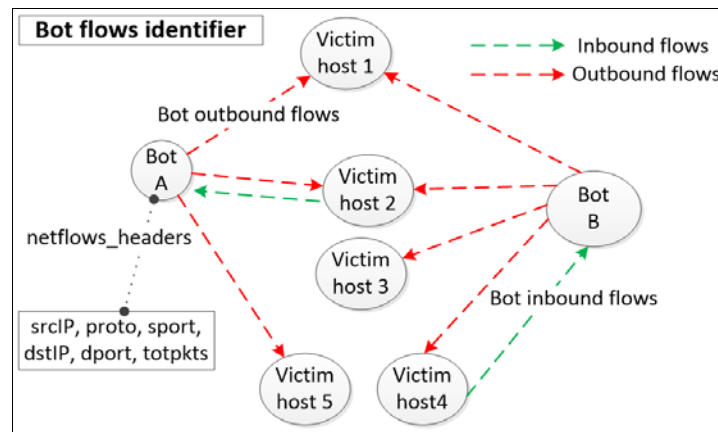 Bot flows identifier
Victim
host 1
Inbound flows
Outbound flows
Bot outbound flows
Bot
A
Victim
host 2
Bot
B
netflows_headers
Victim
host 3
Bot inbound flows
srcIP, proto, sport,
dstIP, dport, totpkts
Victim
host 5
Victim
host4